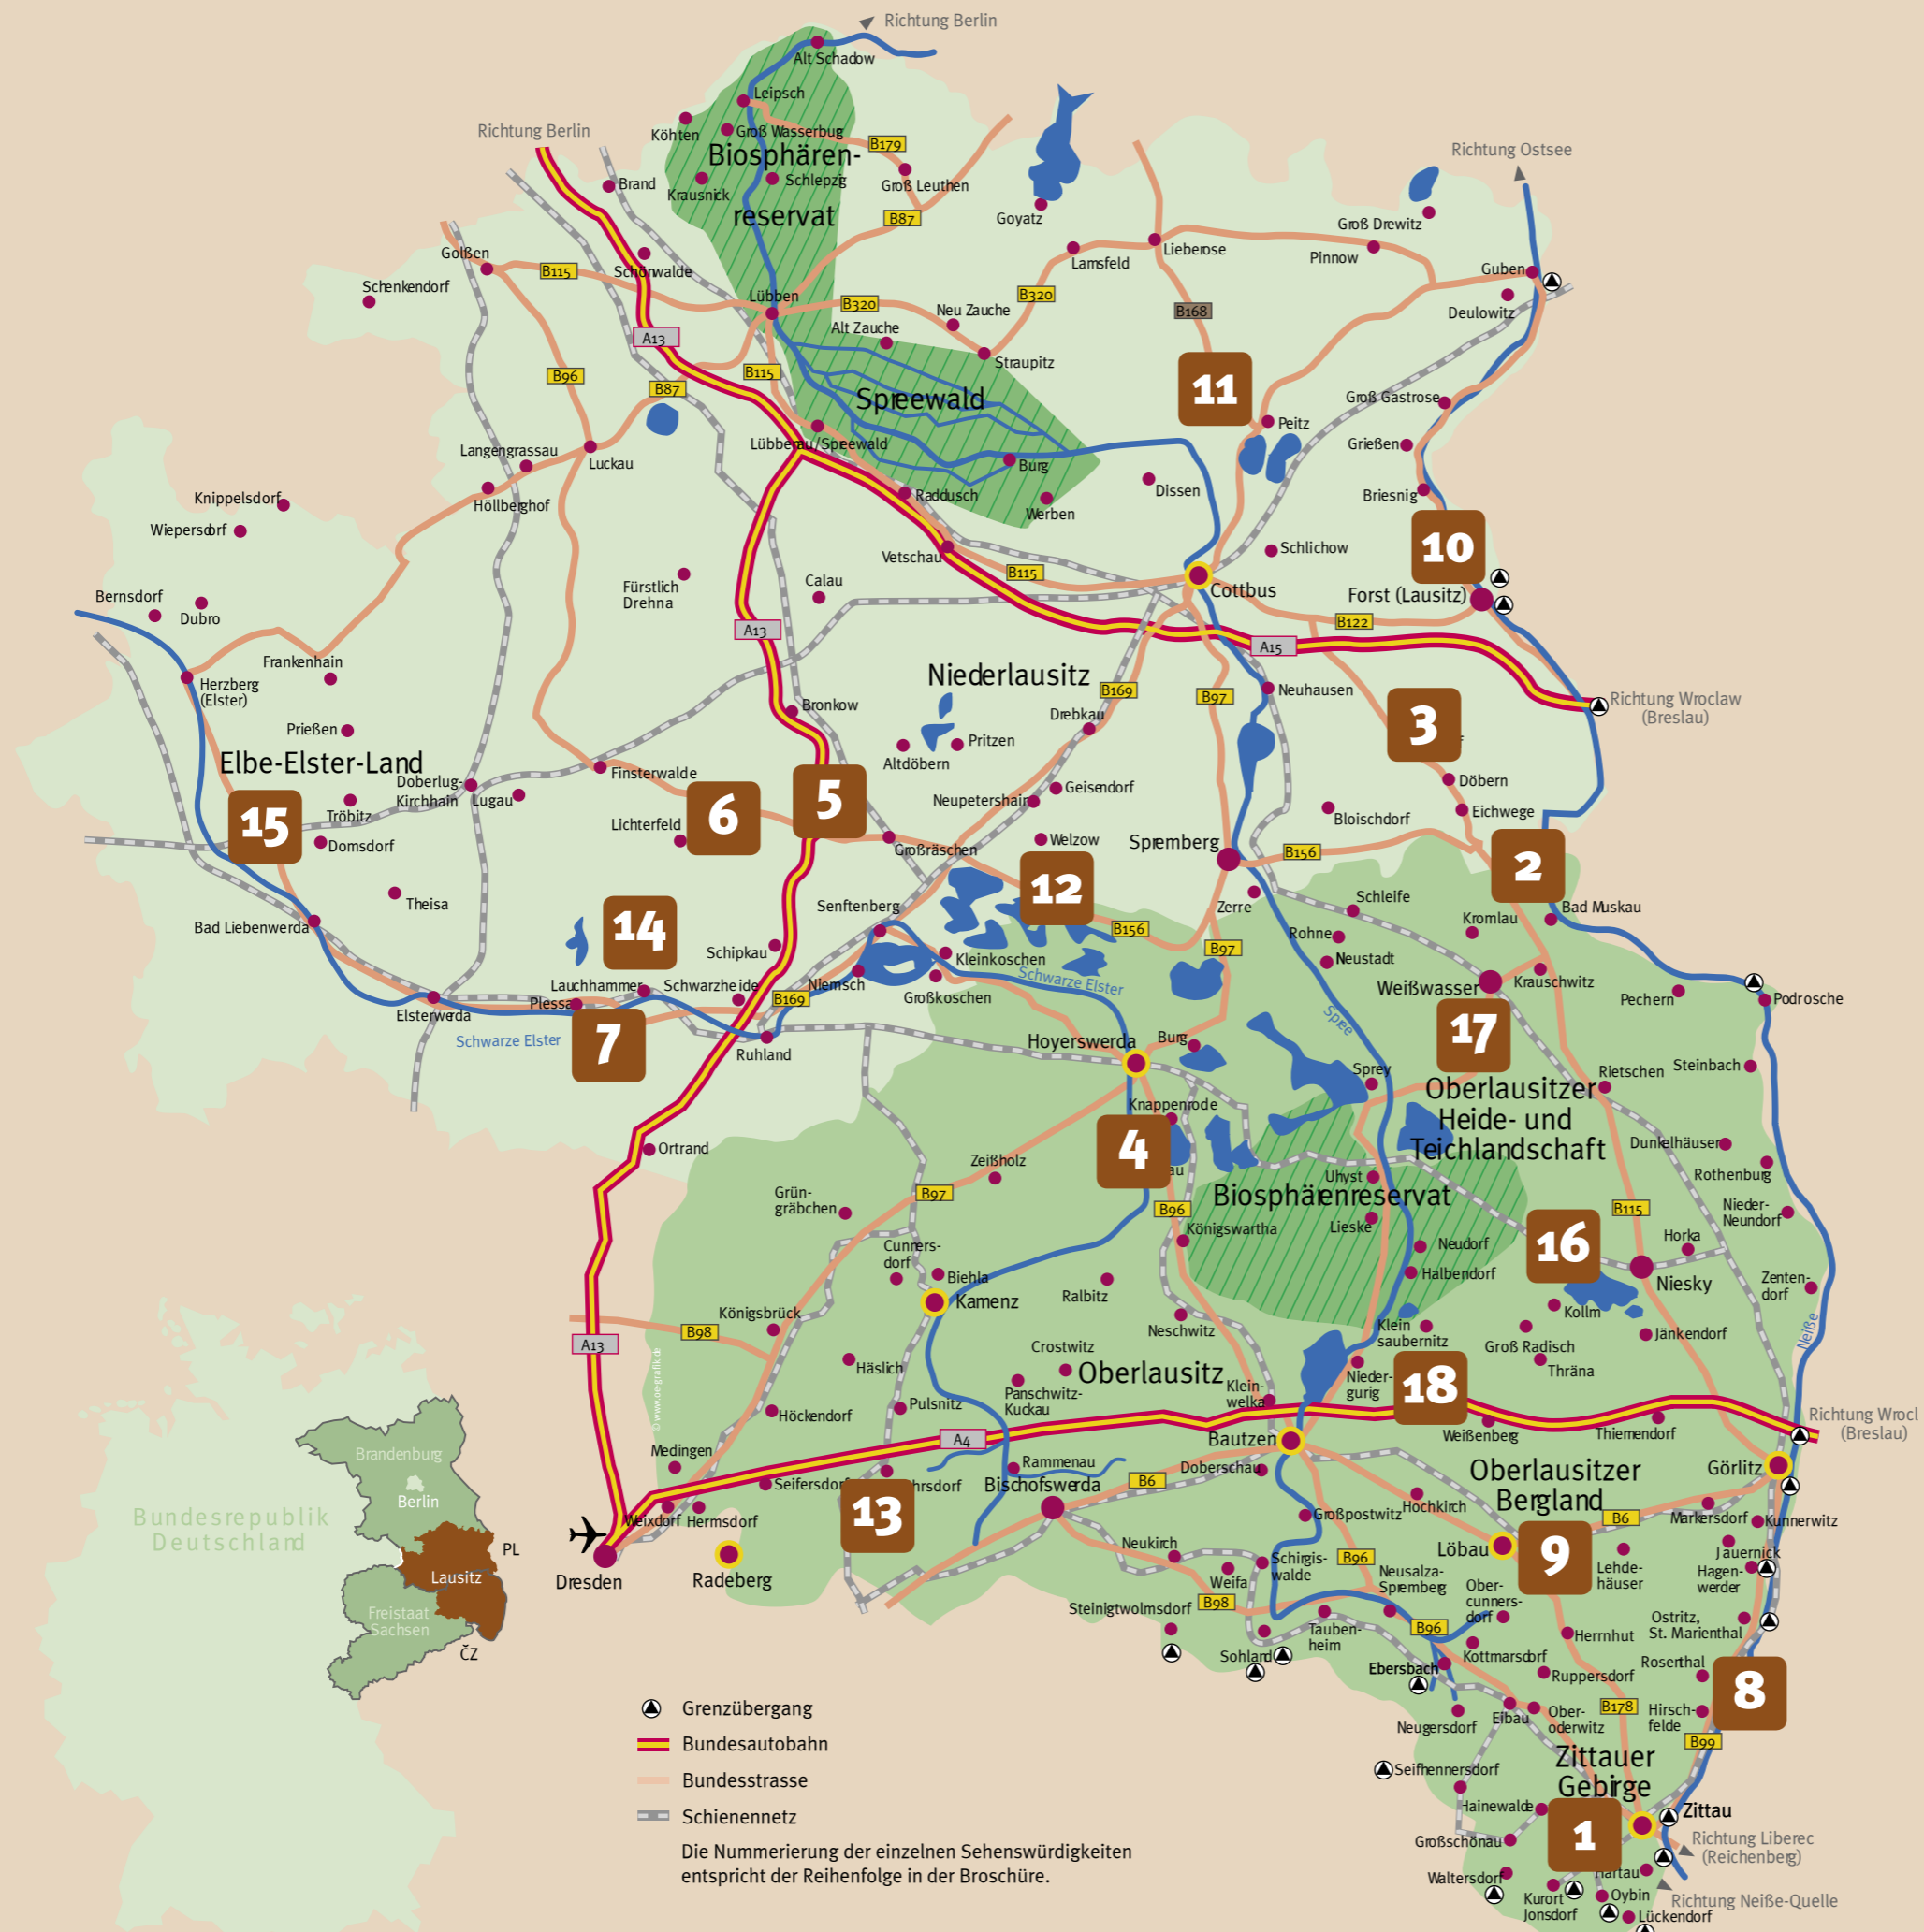 Richtung Berlin
Alt Schadow
Leipsch
Köhten
Groß Wasserbug
Richtung Berlin
B179
Biosphären-
reservat
Brand
Krausnick
Schlepzig
Groß Leuthen
B87
Goyatz
Richtung Ostsee
Groß Drewitz
Golßen
B115
Schönwalde
Lamsfeld
Lieberose
Pinnow
Guben
Schenkendorf
Lübben
B320
Neu Zauche
B320
B168
Deulowitz
A13
Alt Zauche
Straupitz
B96
B87
B115
Spreewald
11
Groß Gastrose
Peitz
Langengrassau
Luckau
Lübbenau/Spreewald
Grießen
Burg
Höllberghof
Knippelsdorf
Raddusch
Werben
Dissen
Briesnig
Wiepersdorf
Vetschau
Schlichow
10
Fürstlich
Drehna
Calau
B115
Cottbus
Forst (Lausitz)
Bernsdorf
Dubro
A13
B122
A15
Frankenhain
Herzberg
(Elster)
Niederlausitz
B169
B97
Neuhausen
Richtung Wroclaw
(Breslau)
Prießen
Bronkow
Drebkau
3
Elbe-Elster-Land
Altdöbern
Pritzen
Döbern
Doberlug-
Kirchhain
Lugau
Finsterwalde
Geisendorf
Neupetershain
Eichwege
15
Tröbitz
Domsdorf
Lichterfeld
6
5
Großräschen
Welzow
Bloischdorf
Spremberg
B156
2
Theisa
12
Zerre
Schleife
Bad Muskau
Bad Liebenwerda
14
Senftenberg
B156
Kromlau
Schipkau
B97
Rohne
Neustadt
Kleinkoschen
Lauchhammer
Schwarzheide
Niemsch
Großkoschen
Schwarze Elster
Weißwasser
Krauschwitz
Pechern
Podrosche
Plessa
B169
Elsterwerda
Schwarze Elster
7
Ruhland
Spree
Hoyerswerda
Burg
17
Sprey
Rietschen
Steinbach
Oberlausitzer
Heide- und
Teichlandschaft
Knappenrode
4
au
Ortrand
Zeißholz
Dunkelhäuser
Rothenburg
Uhyst
Biosphärenreservat
Grün-
gräbchen
B97
B96
Lieske
B115
Nieder-
Neundorf
Königswartha
Cunners-
dorf
Biehla
Neudorf
16
Horka
Halbendorf
Niesky
Zenten-
dorf
Kamenz
Ralbitz
Königsbrück
Neschwitz
Klein
saubernitz
Kollm
B98
A13
Groß Radisch
Jänkendorf
Neiße
Häslich
Crostwitz
Oberlausitz
Thräna
© www.oe-grafik.de
Panschwitz-
Kuckau
Klein-
welka
Nieder-
gurig
18
Höckendorf
Pulsnitz
Richtung Wrocl
(Breslau)
A4
Weißenberg
Thiemendorf
Bautzen
Medingen
Rammenau
Doberschau
Görlitz
Seifersdorf
hrsdorf
Bischofswerda
B6
Oberlausitzer
Bergland
Hochkirch
13
Weixdorf
Hermsdorf
Großpostwitz
B6
Markersdorf
Kunnerwitz
Dresden
Radeberg
Neukirch
Weifa
Schirgis-
walde
B96
Löbau
9
Lehde-
häuser
Jauernick
Hagen-
werder
Neusalza-
Spremberg
Ober-
cunners-
dorf
Steinigtwolmsdorf
B98
Tauben-
heim
B96
Herrnhut
Ostritz,
St. Marienthal
Sohland
Ebersbach
Kottmarsdorf
Ruppersdorf
Rosenthal
8
Neugersdorf
Eibau
Ober-
oderwitz
B178
Hirsch-
felde
B99
Seifhennersdorf
Zittauer
Gebirge
Hainewalde
Zittau
Großschönau
1
Richtung Liberec
(Reichenberg)
Waltersdorf
Hartau
Kurort
Jonsdorf
Oybin
Richtung Neiße-Quelle
Lückendorf
Brandenburg
Berlin
Bundesrepublik
Deutschland
PL
Lausitz
Freistaat
Sachsen
ČZ
Grenzübergang
Bundesautobahn
Bundesstrasse
Schienennetz
Die Nummerierung der einzelnen Sehenswürdigkeiten
entspricht der Reihenfolge in der Broschüre.